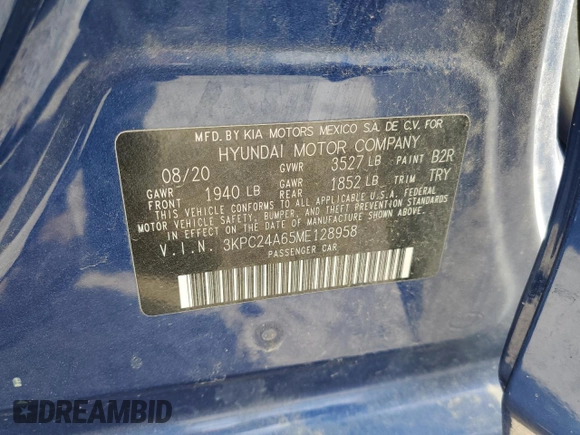 MFD. BY KIA MOTORS MEXICO S.A. DE C.V. FOR
HYUNDAI MOTOR COMPANY
08/20 GVWR 3527 LB PAINT B2R
GAWR FRONT 1940 LB GAWR REAR 1852 LB TRIM TRY
THIS VEHICLE CONFORMS TO ALL APPLICABLE U.S.A. FEDERAL
MOTOR VEHICLE SAFETY, BUMPER, AND THEFT PREVENTION STANDARDS
IN EFFECT ON THE DATE OF MANUFACTURE SHOWN ABOVE.
V.I.N. 3KPC24A65ME128958
PASSENGER CAR
DREAMBID